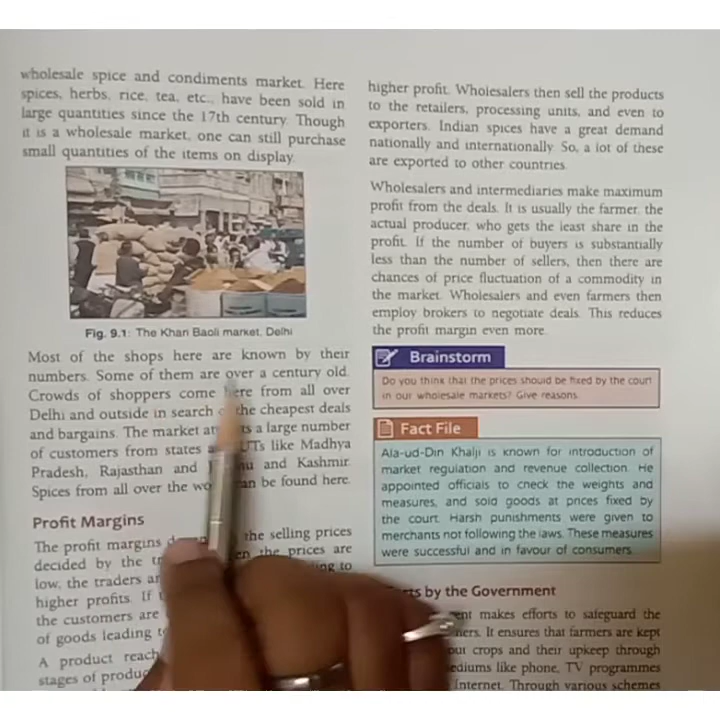 wholesale spice and condiments market. Here
spices, herbs, rice, tea, etc., have been sold in
large quantities since the 17th century. Though
it is a wholesale market, one can still purchase
small quantities of the items on display.
Fig. 9.1: The Khan Baoli market, Delhi
Most of the shops here are known by their
numbers. Some of them are over a century old.
Crowds of shoppers come here from all over
Delhi and outside in search the cheapest deals
and bargains. The market a large number
of customers from states UTs like Madhya
Pradesh, Rajasthan and and Kashmir.
Spices from all over the be found here.
Profit Margins
The profit margins the selling prices
decided by the the prices are
low, the traders to
higher profits. If
the customers are
of goods leading
A product
stages of
higher profit. Wholesalers then sell the products
to the retailers, processing units, and even to
exporters. Indian spices have a great demand
nationally and internationally. So, a lot of these
are exported to other countries.
Wholesalers and intermediaries make maximum
profit from the deals. It is usually the farmer, the
actual producer, who gets the least share in the
profit. If the number of buyers is substantially
less than the number of sellers, then there are
chances of price fluctuation of a commodity in
the market. Wholesalers and even farmers then
employ brokers to negotiate deals. This reduces
the profit margin even more.
Brainstorm
Do you think that the prices should be fixed by the court
in our wholesale markets? Give reasons.
Fact File
Ala-ud-Din Khalji is known for introduction of
market regulation and revenue collection. He
appointed officials to check the weights and
measures, and sold goods at prices fixed by
the court. Harsh punishments were given to
merchants not following the laws. These measures
were successful and in favour of consumers.
by the Government
makes efforts to safeguard the
It ensures that farmers are kept
crops and their upkeep through
like phone, TV programmes
Internet. Through various schemes